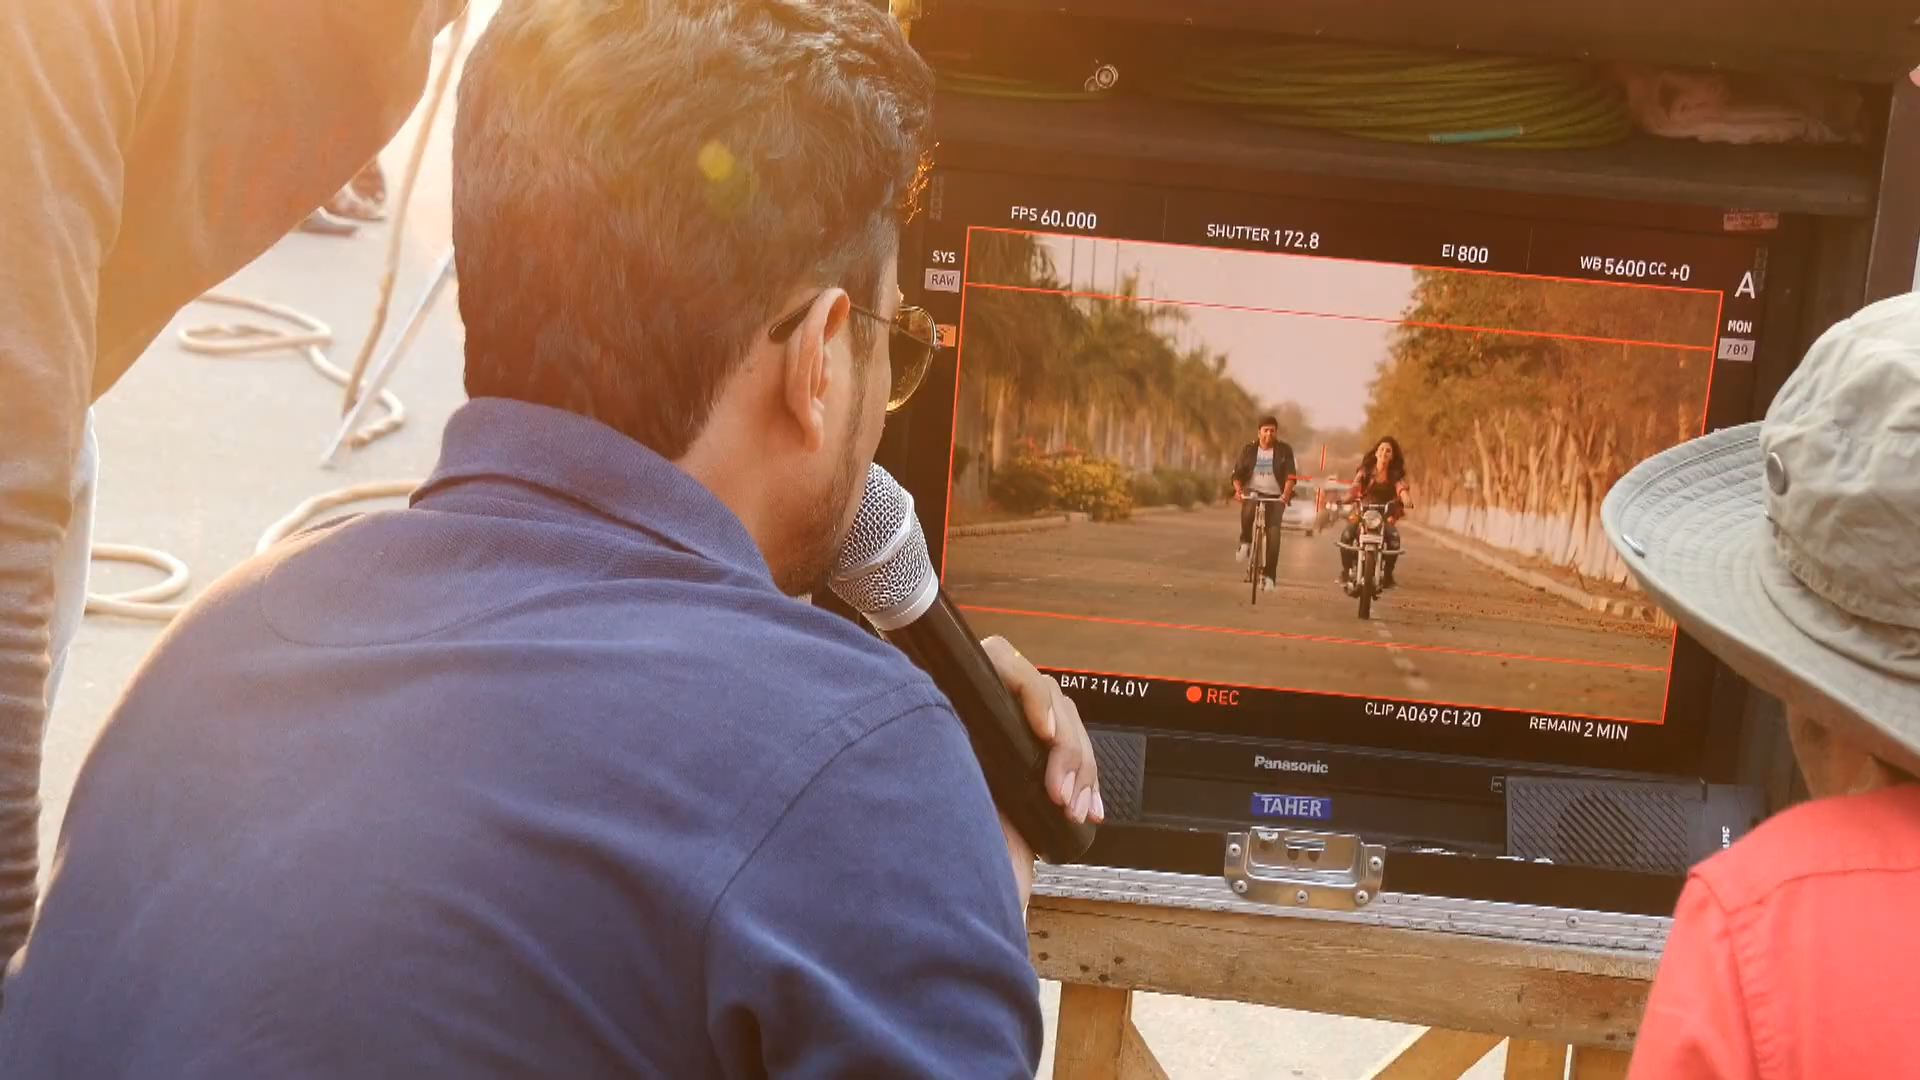 FPS 60.000
SHUTTER 172.8
EI 800
WB 5600 CC +0
SYS
RAW
A
MON
709
BAT 2 14.0 V
REC
CLIP A069 C120
REMAIN 2 MIN
Panasonic
TAHER